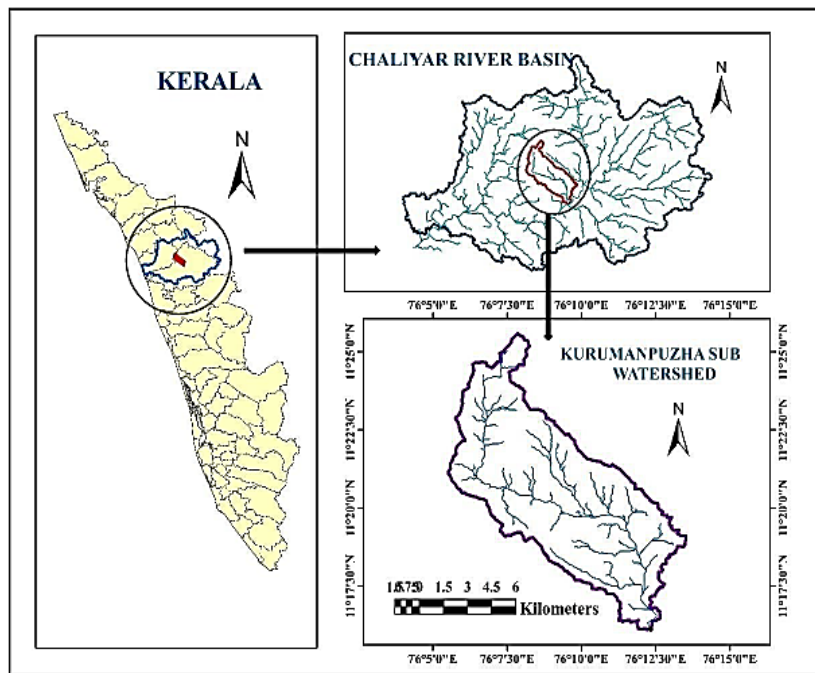 KERALA
N
CHALIYAR RIVER BASIN
N
76°5'0"E 76°7'30"E 76°10'0"E 76°12'30"E 76°15'0"E
KURUMANPUZHA SUB
WATERSHED
N
11°25'0"N
11°22'30"N
11°20'0"N
11°17'30"N
11°25'0"N
11°22'30"N
11°20'0"N
11°17'30"N
0 1.5 3 4.5 6
Kilometers
76°5'0"E 76°7'30"E 76°10'0"E 76°12'30"E 76°15'0"E